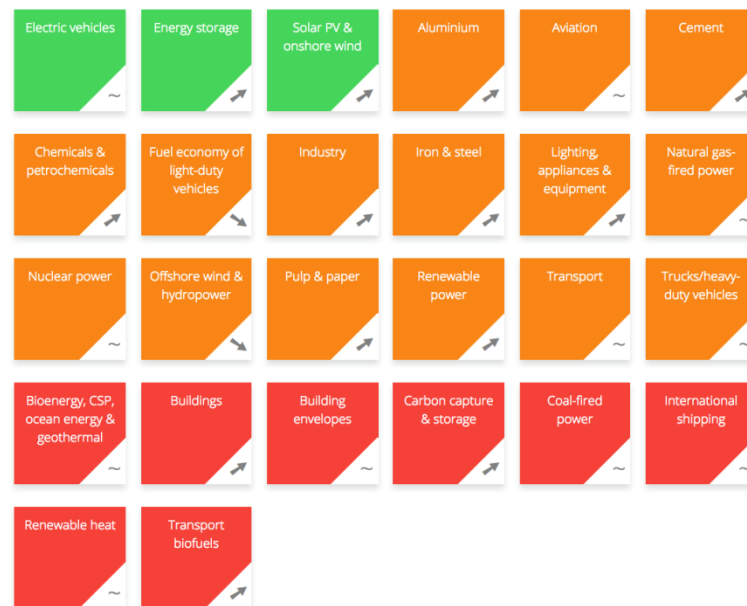 Electric vehicles
Energy storage
Solar PV &
onshore wind
Aluminium
Aviation
Cement
Chemicals &
petrochemicals
Fuel economy of
light-duty
vehicles
Industry
Iron & steel
Lighting,
appliances &
equipment
Natural gas-
fired power
Nuclear power
Offshore wind &
hydropower
Pulp & paper
Renewable
power
Transport
Trucks/heavy-
duty vehicles
Bioenergy, CSP,
ocean energy &
geothermal
Buildings
Building
envelopes
Carbon capture
& storage
Coal-fired
power
International
shipping
Renewable heat
Transport
biofuels